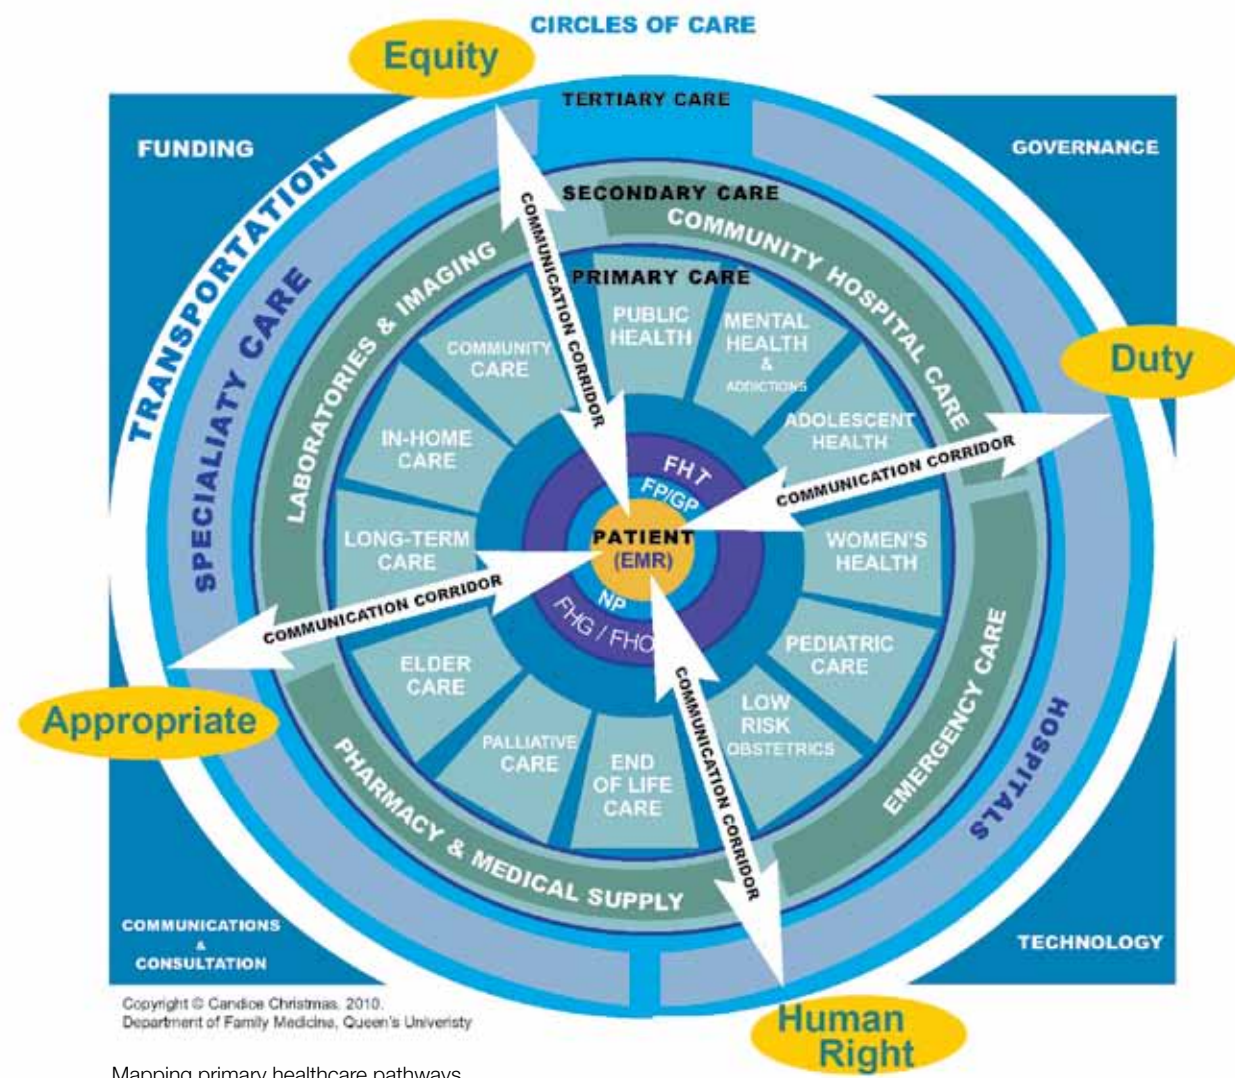 CIRCLES OF CARE
Equity
TERTIARY CARE
FUNDING
GOVERNANCE
TRANSPORTATION
SPECIALIATY CARE
SECONDARY CARE
COMMUNITY HOSPITAL CARE
LABORATORIES & IMAGING
PRIMARY CARE
COMMUNICATION CORRIDOR
PUBLIC
HEALTH
MENTAL
HEALTH
&
ADDICTIONS
COMMUNITY
CARE
Duty
ADOLESCENT
HEALTH
COMMUNICATION CORRIDOR
IN-HOME
CARE
FHT
FP/GP
PATIENT
(EMR)
NP
FHG / FHO
LONG-TERM
CARE
WOMEN'S
HEALTH
COMMUNICATION CORRIDOR
PEDIATRIC
CARE
ELDER
CARE
Appropriate
LOW
RISK
OBSTETRICS
PALLIATIVE
CARE
END
OF LIFE
CARE
COMMUNICATION CORRIDOR
EMERGENCY CARE
HOSPITALS
PHARMACY & MEDICAL SUPPLY
COMMUNICATIONS
&
CONSULTATION
TECHNOLOGY
Copyright © Candice Christmas, 2010.
Department of Family Medicine, Queen's Univeristy
Human
Right
Mapping primary healthcare pathways